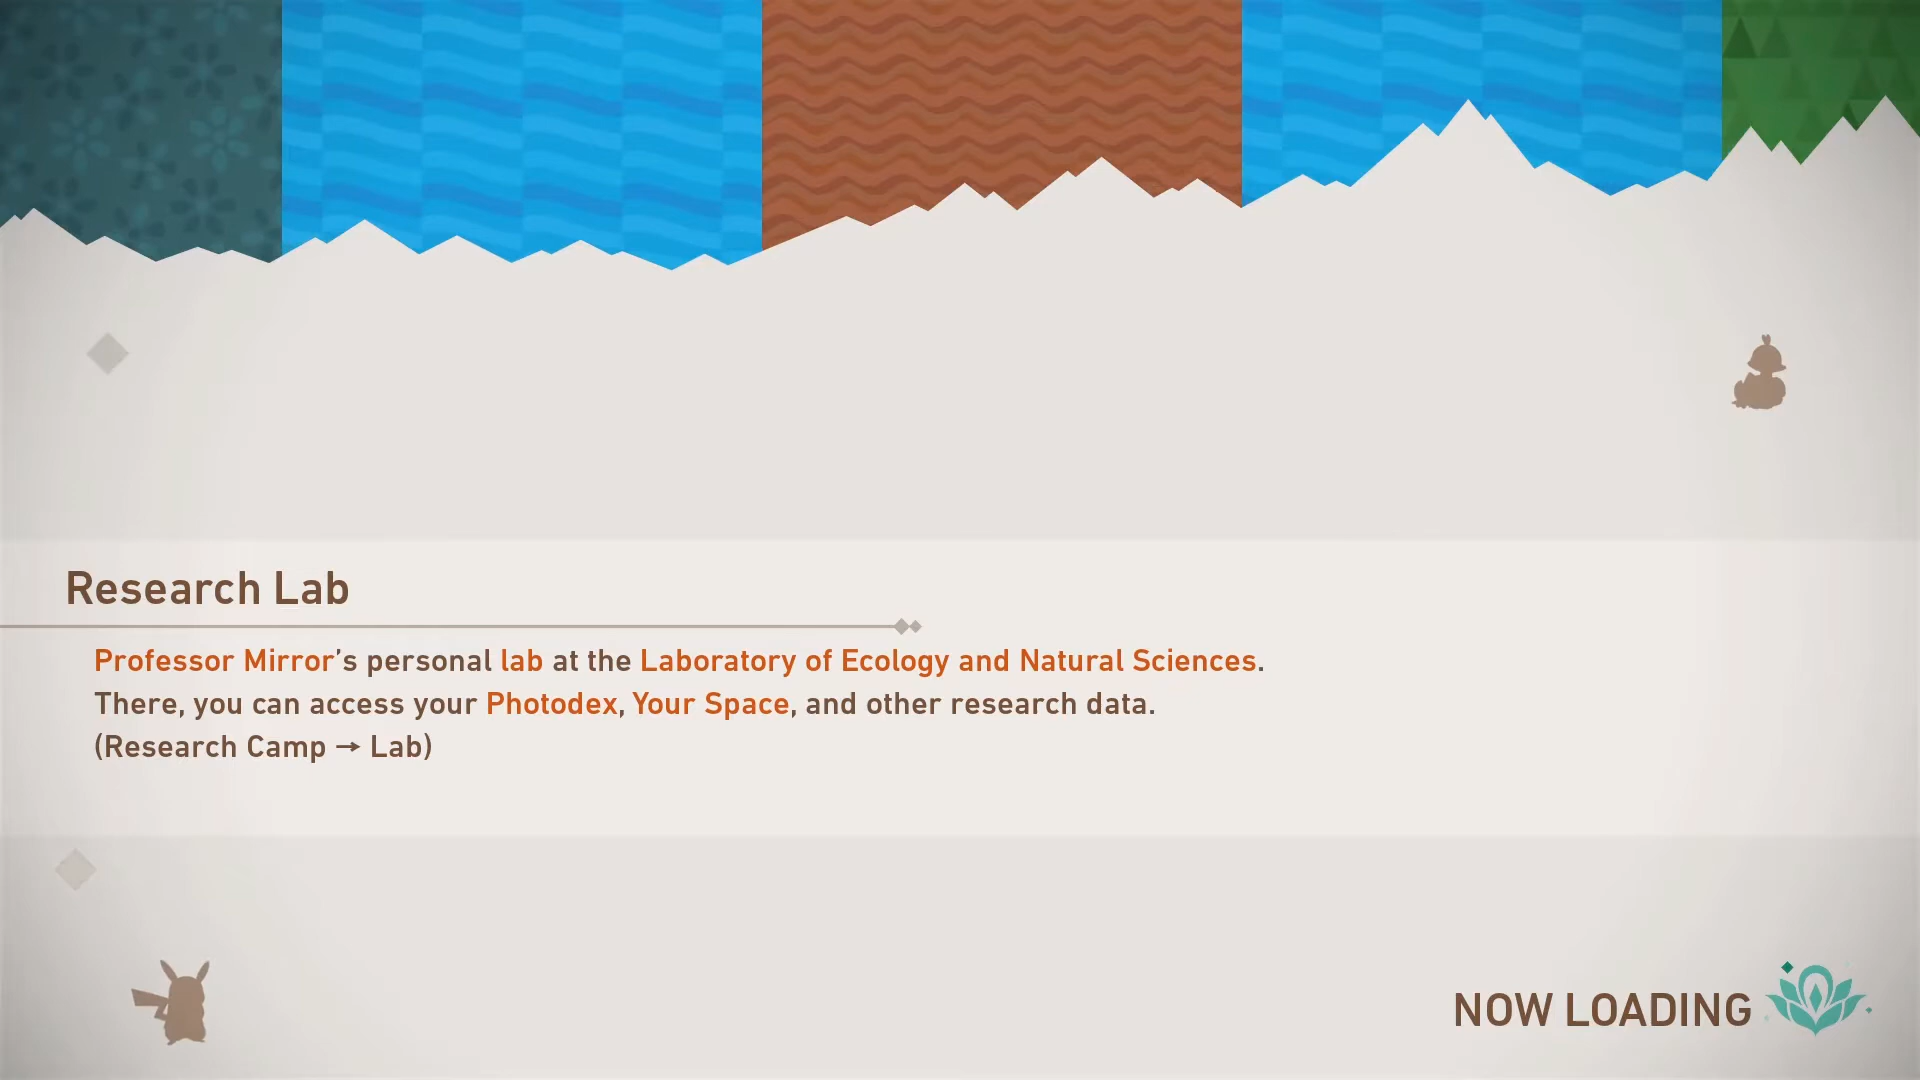 Research Lab
Professor Mirror's personal lab at the Laboratory of Ecology and Natural Sciences.
There, you can access your Photodex, Your Space, and other research data.
(Research Camp → Lab)
NOW LOADING